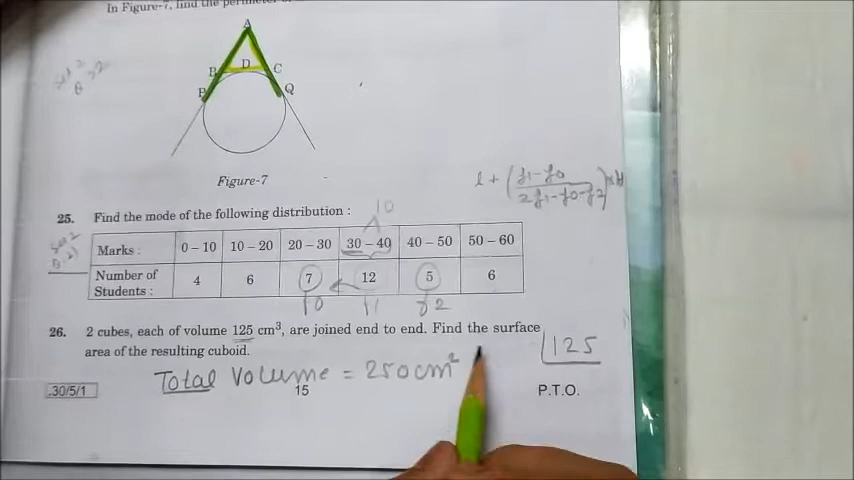 In Figure-7, find the perimeter
A
B D C
P Q
Figure-7
l + (f1-f0 / 2f1-f0-f2) xh
25. Find the mode of the following distribution :
10
Marks : 0 – 10 10 – 20 20 – 30 30 – 40 40 – 50 50 – 60
Number of Students : 4 6 7 12 5 6
f0 f1 f2
26. 2 cubes, each of volume 125 cm³, are joined end to end. Find the surface
area of the resulting cuboid.
125
Total Volume = 250cm²
.30/5/1 15 P.T.O.